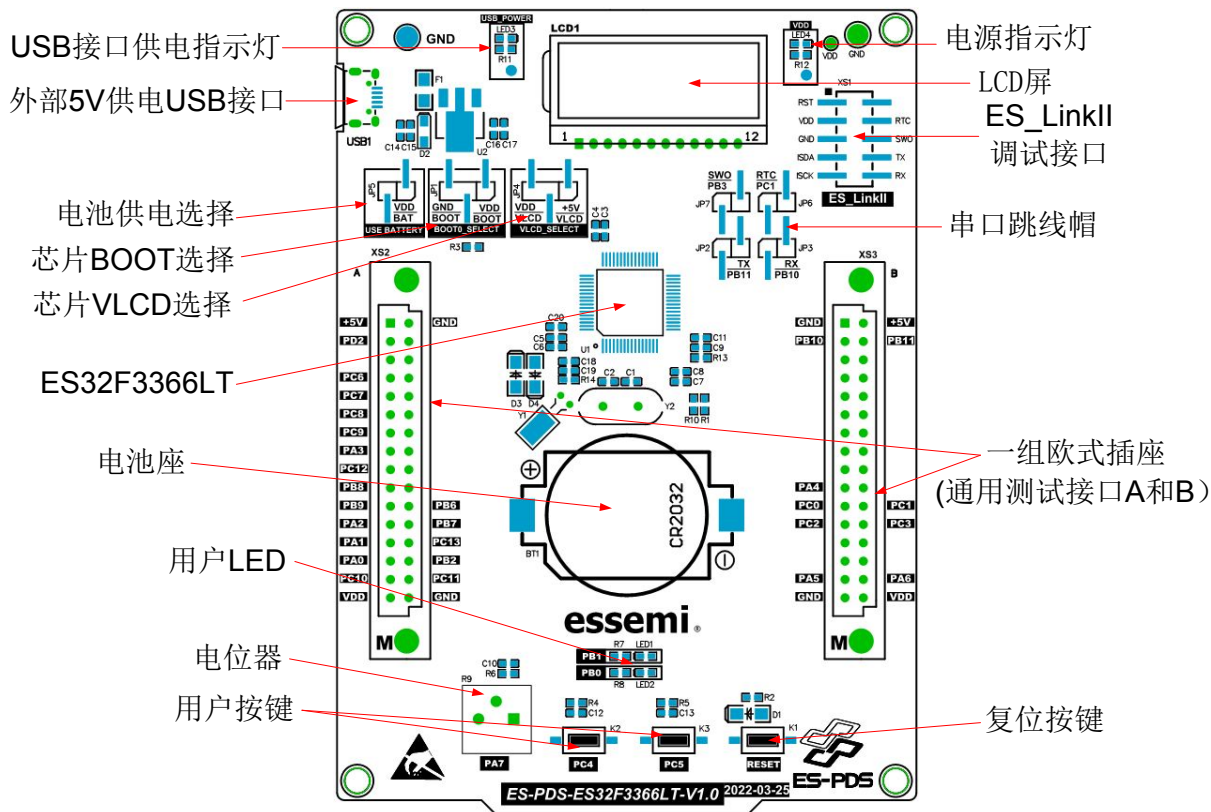 USB接口供电指示灯
外部5V供电USB接口
电池供电选择
芯片BOOT选择
芯片VLCD选择
ES32F3366LT
电池座
用户LED
电位器
用户按键
电源指示灯
LCD屏
ES_LinkII
调试接口
串口跳线帽
一组欧式插座
(通用测试接口A和B）
复位按键
USB_POWER
LED3
R11
GND
F1
USB1
C14
C15
D2
U2
C16
C17
LCD1
1
12
VDD
LED4
R12
VDD
GND
XS1
RST
VDD
GND
ISDA
ISCK
RTC
SWO
TX
RX
ES_LinkII
JP5
VDD
BAT
USE BATTERY
JP1
GND
BOOT
VDD
BOOT
BOOT0_SELECT
JP4
VDD
VLCD
+5V
VLCD
VLCD_SELECT
C4
C3
R3
SWO
PB3
JP7
RTC
PC1
JP6
JP2
TX
PB11
JP3
RX
PB10
XS2
A
+5V
PD2
PC6
PC7
PC8
PC9
PA3
PC12
PB8
PB9
PA2
PA1
PA0
PC10
VDD
GND
PB6
PB7
PC13
PB2
PC11
GND
M
XS3
B
GND
PB10
PA4
PC0
PC2
PA5
GND
+5V
PB11
PC1
PC3
PA6
VDD
M
C20
C5
C6
U1
C18
C19
R14
C2
C1
C11
C9
R13
C8
C7
R10
R1
D3
D4
Y1
Y2
CR2032
BT1
essemi®
PB1
R7
LED1
PB0
R8
LED2
C10
R6
R9
PA7
R4
C12
K2
PC4
R5
C13
K3
PC5
R2
D1
K1
RESET
ES-PDS
ES-PDS-ES32F3366LT-V1.0
2022-03-25